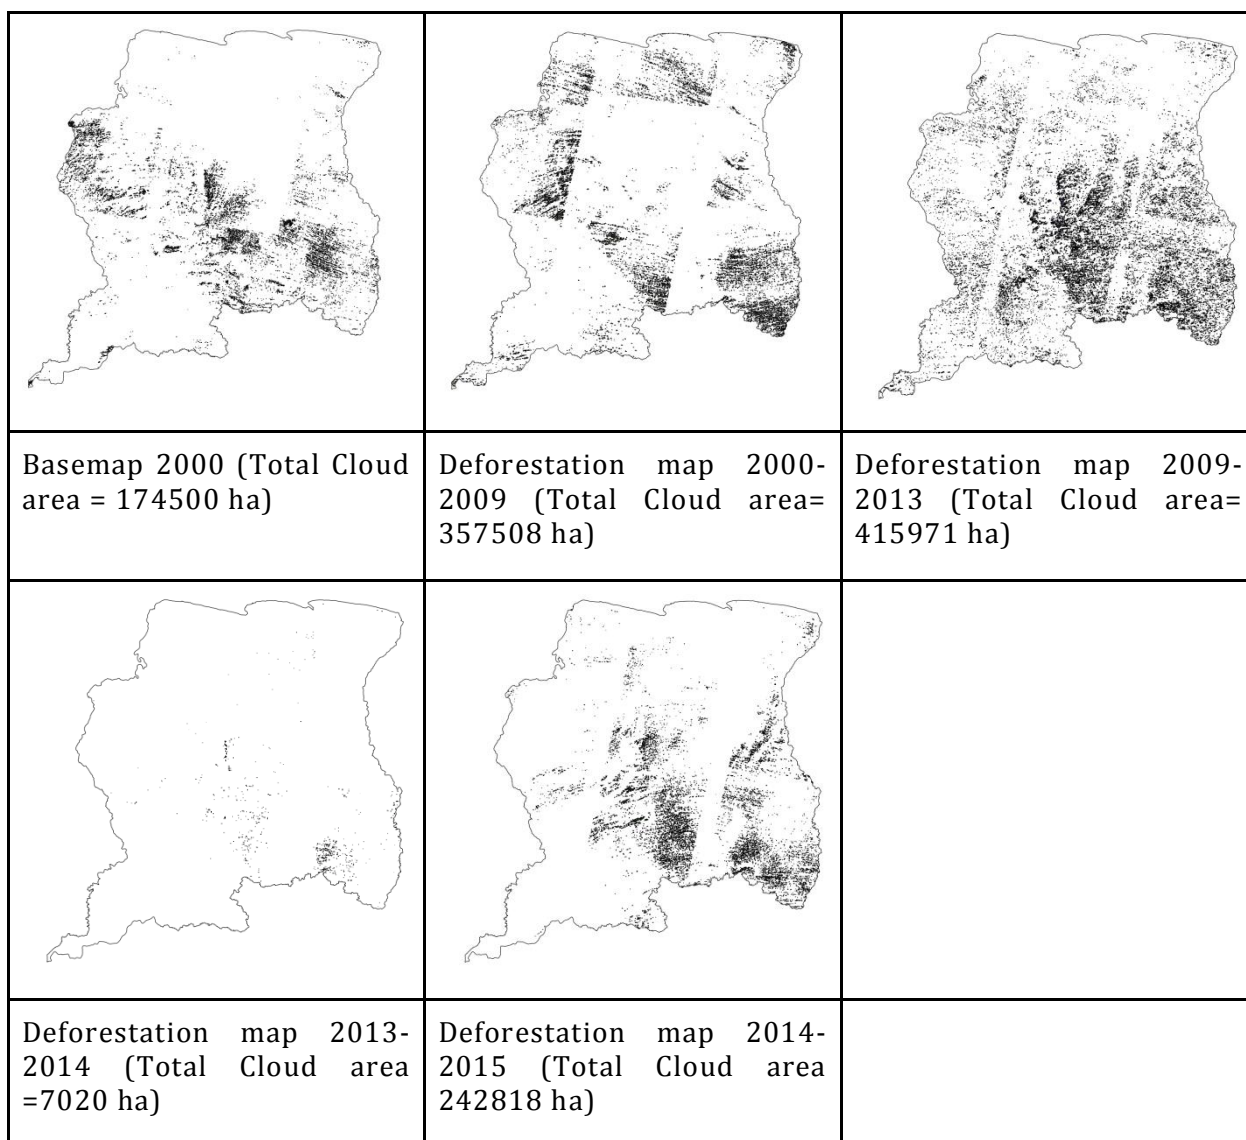 Basemap 2000 (Total Cloud
area = 174500 ha)
Deforestation map 2000-
2009 (Total Cloud area=
357508 ha)
Deforestation map 2009-
2013 (Total Cloud area=
415971 ha)
Deforestation map 2013-
2014 (Total Cloud area
=7020 ha)
Deforestation map 2014-
2015 (Total Cloud area
242818 ha)